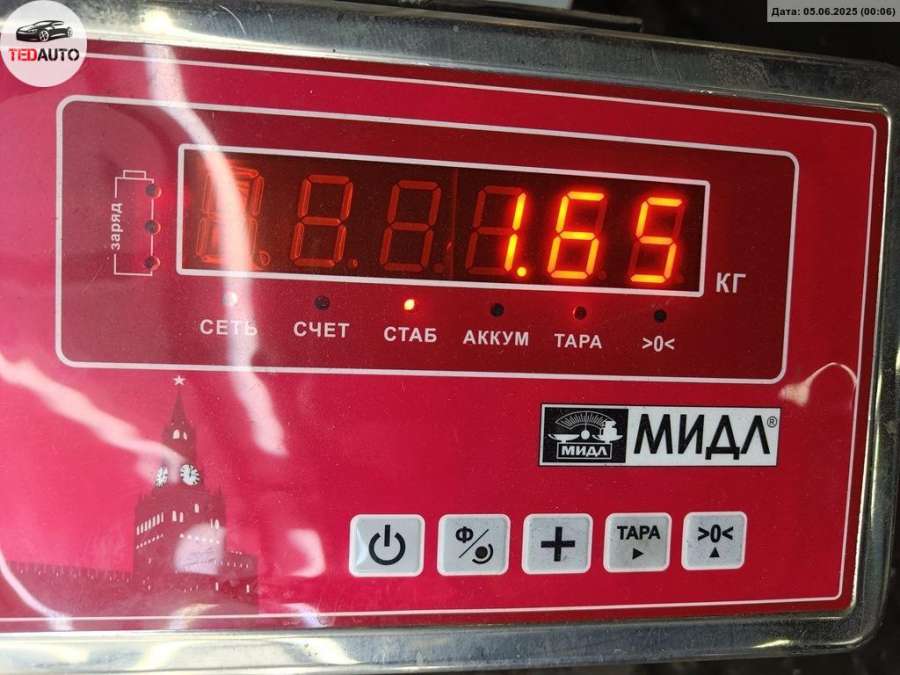 Дата: 05.06.2025 (00:06)
TEDAUTO
заряд
1.65
КГ
СЕТЬ СЧЕТ СТАБ АККУМ ТАРА >0<
МИДЛ МИДЛ®
Ф ТАРА >0<